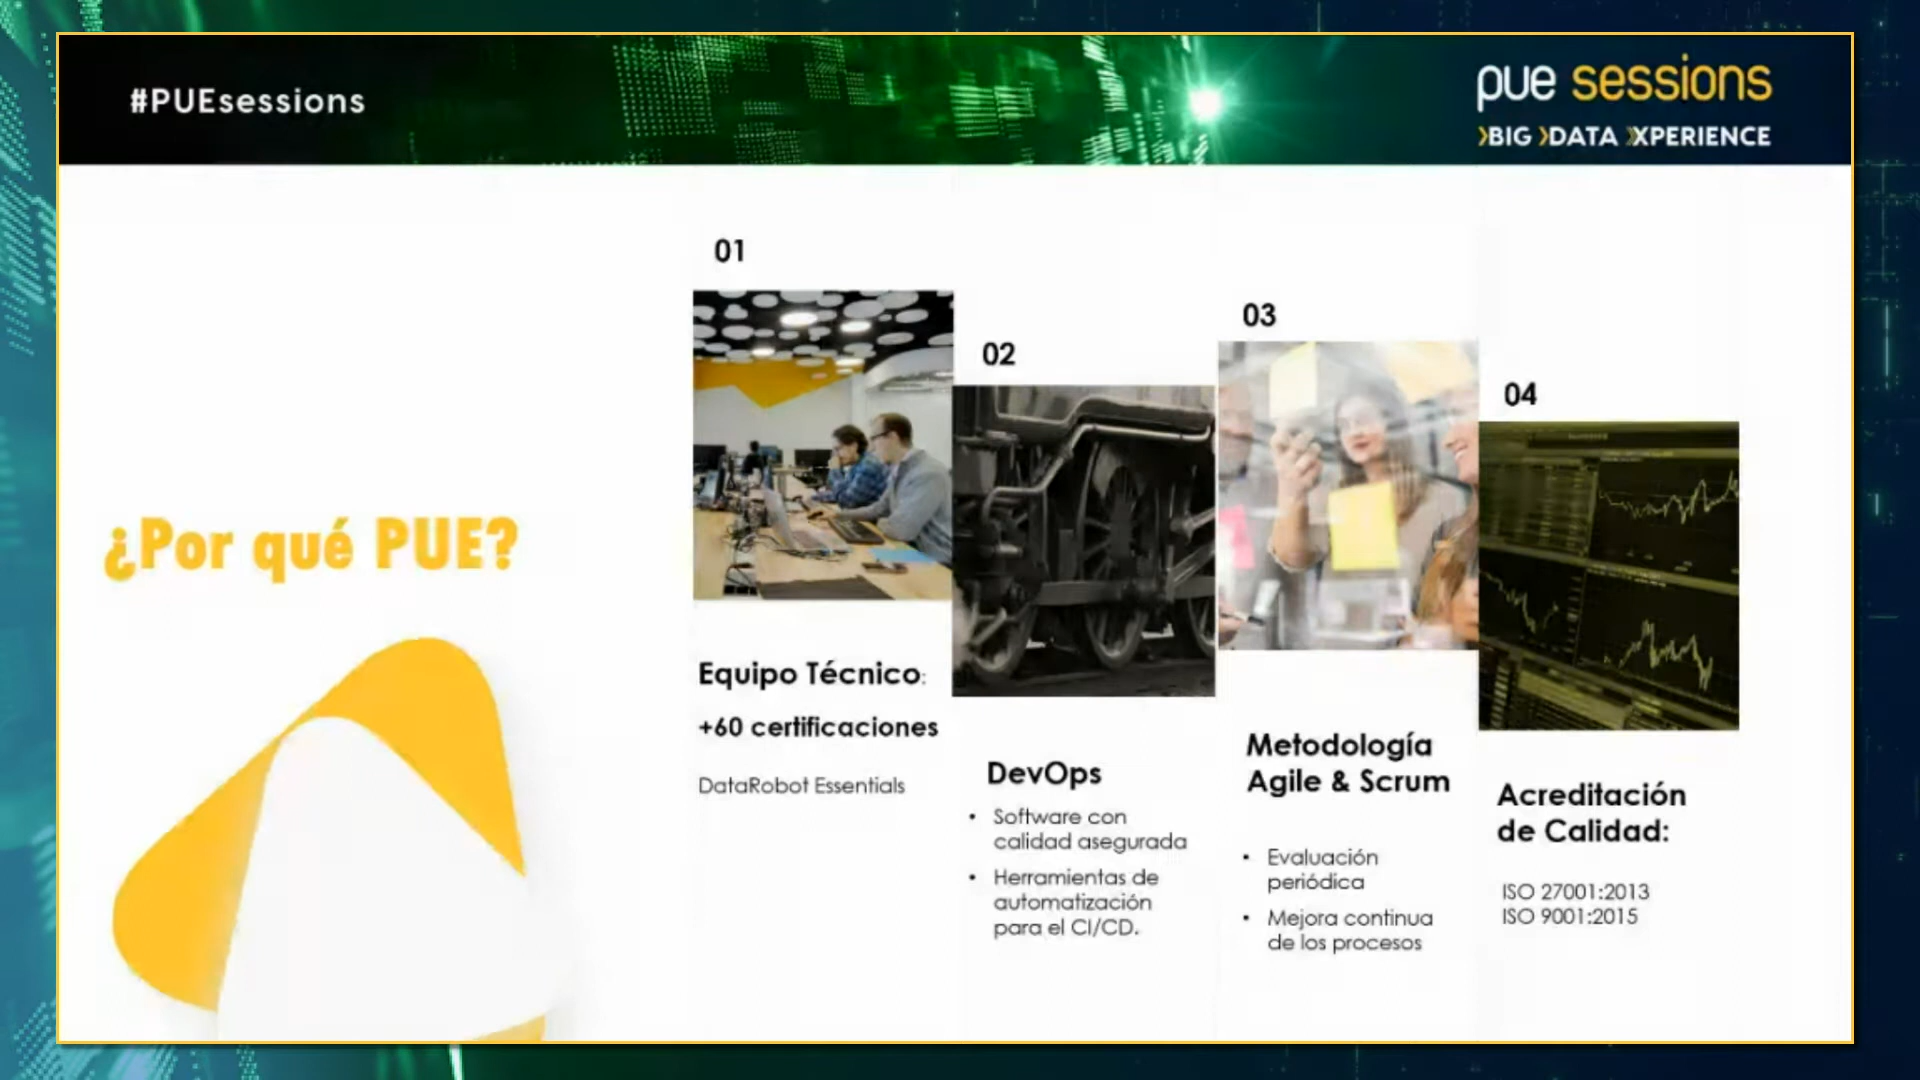 #PUEsessions
pue sessions
BIG DATA XPERIENCE
¿Por qué PUE?
01
Equipo Técnico:
+60 certificaciones
DataRobot Essentials
02
DevOps
• Software con
calidad asegurada
• Herramientas de
automatización
para el CI/CD.
03
Metodología
Agile & Scrum
• Evaluación
periódica
• Mejora continua
de los procesos
04
Acreditación
de Calidad:
ISO 27001:2013
ISO 9001:2015